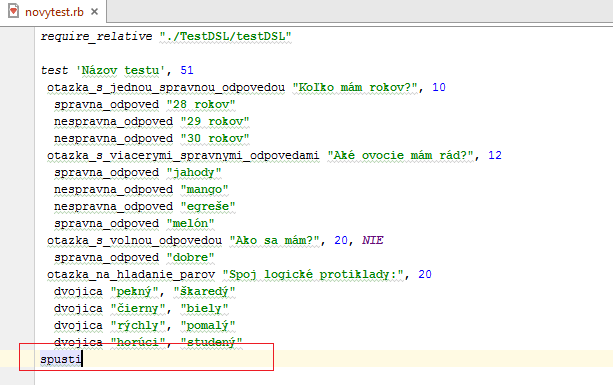 novytest.rb
require_relative "./TestDSL/testDSL"
test 'Názov testu', 51
otazka_s_jednou_spravnou_odpovedou "Koľko mám rokov?", 10
spravna_odpoved "28 rokov"
nespravna_odpoved "29 rokov"
nespravna_odpoved "30 rokov"
otazka_s_viacerymi_spravnymi_odpovedami "Aké ovocie mám rád?", 12
spravna_odpoved "jahody"
nespravna_odpoved "mango"
nespravna_odpoved "egreše"
spravna_odpoved "melón"
otazka_s_volnou_odpovedou "Ako sa mám?", 20, NIE
spravna_odpoved "dobre"
otazka_na_hladanie_parov "Spoj logické protiklady:", 20
dvojica "pekný", "škaredý"
dvojica "čierny", "biely"
dvojica "rýchly", "pomalý"
dvojica "horúci", "studený"
spusti